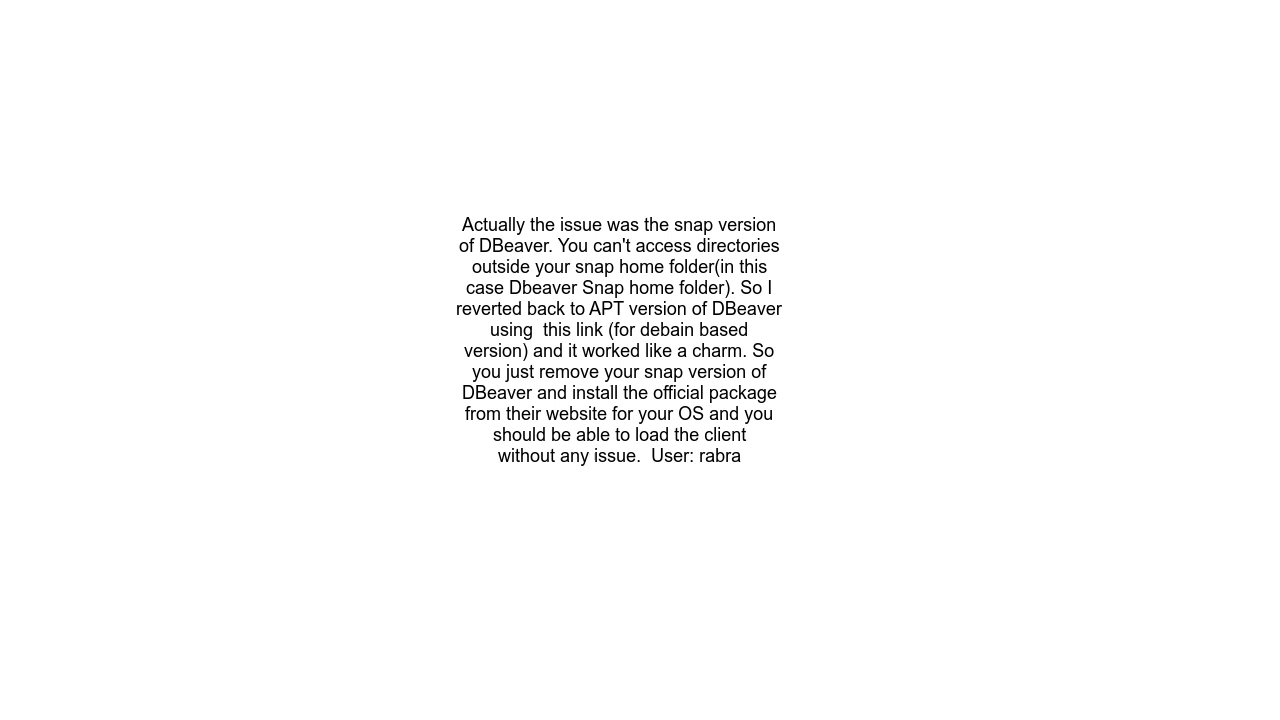 Actually the issue was the snap version
of DBeaver. You can't access directories
outside your snap home folder(in this
case Dbeaver Snap home folder). So I
reverted back to APT version of DBeaver
using  this link (for debain based
version) and it worked like a charm. So
you just remove your snap version of
DBeaver and install the official package
from their website for your OS and you
should be able to load the client
without any issue.  User: rabra